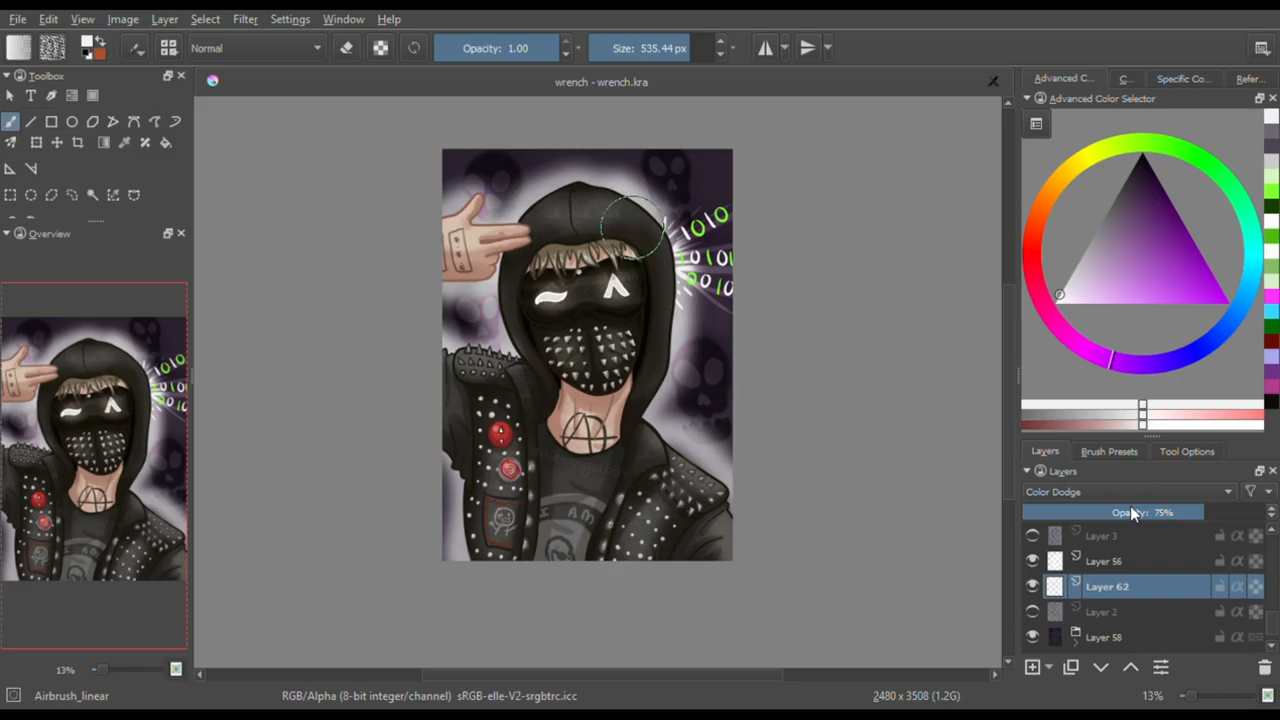 File Edit View Image Layer Select Filter Settings Window Help
Normal Opacity: 1.00 Size: 535.44 px
Toolbox
wrench - wrench.kra
Advanced C... C... Specific Co... Refer...
Advanced Color Selector
Overview
I AM
Layers Brush Presets Tool Options
Layers
Color Dodge
Opacity: 75%
Layer 3
Layer 56
Layer 62
Layer 2
Layer 58
13%
Airbrush_linear RGB/Alpha (8-bit integer/channel) sRGB-elle-V2-srgbtrc.icc 2480 x 3508 (1.2G) 13%